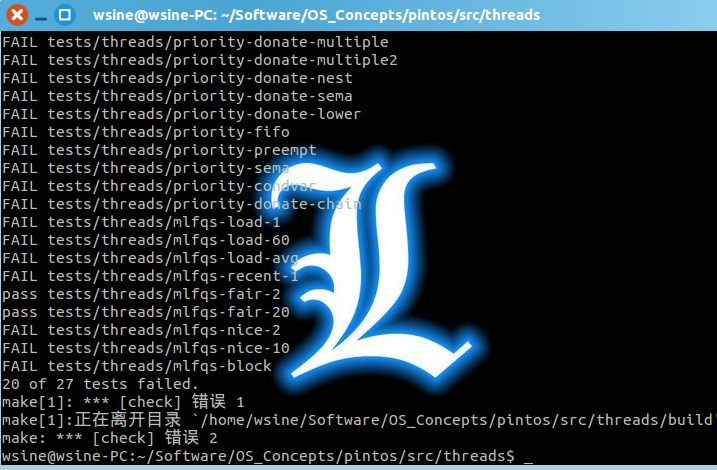 wsine@wsine-PC: ~/Software/OS_Concepts/pintos/src/threads
FAIL tests/threads/priority-donate-multiple
FAIL tests/threads/priority-donate-multiple2
FAIL tests/threads/priority-donate-nest
FAIL tests/threads/priority-donate-sema
FAIL tests/threads/priority-donate-lower
FAIL tests/threads/priority-fifo
FAIL tests/threads/priority-preempt
FAIL tests/threads/priority-sema
FAIL tests/threads/priority-condvar
FAIL tests/threads/priority-donate-chain
FAIL tests/threads/mlfqs-load-1
FAIL tests/threads/mlfqs-load-60
FAIL tests/threads/mlfqs-load-avg
FAIL tests/threads/mlfqs-recent-1
pass tests/threads/mlfqs-fair-2
pass tests/threads/mlfqs-fair-20
FAIL tests/threads/mlfqs-nice-2
FAIL tests/threads/mlfqs-nice-10
FAIL tests/threads/mlfqs-block
20 of 27 tests failed.
make[1]: *** [check] 错误 1
make[1]:正在离开目录 `/home/wsine/Software/OS_Concepts/pintos/src/threads/build'
make: *** [check] 错误 2
wsine@wsine-PC:~/Software/OS_Concepts/pintos/src/threads$ _
L